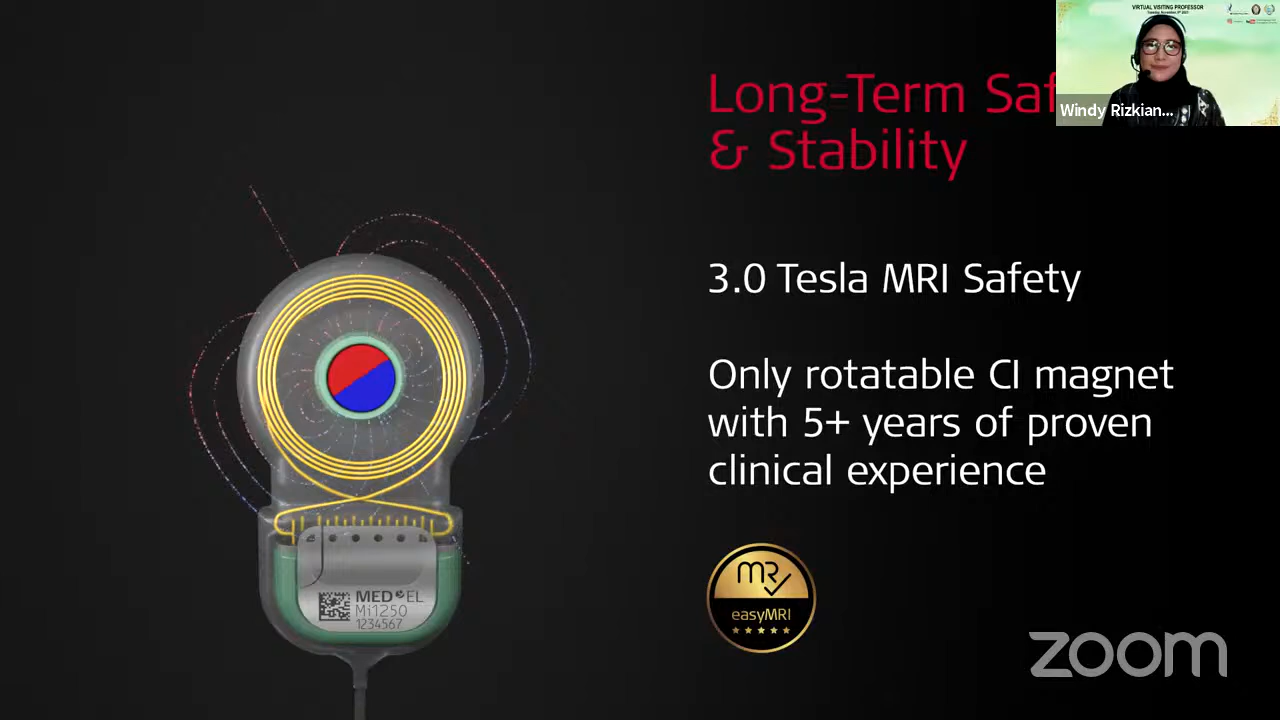 VIRTUAL VISITING PROFESSOR
Windy Rizkian...
Long-Term Saf
& Stability
3.0 Tesla MRI Safety
Only rotatable CI magnet
with 5+ years of proven
clinical experience
MED EL
Mi1250
1234567
MR
easyMRI
zoom